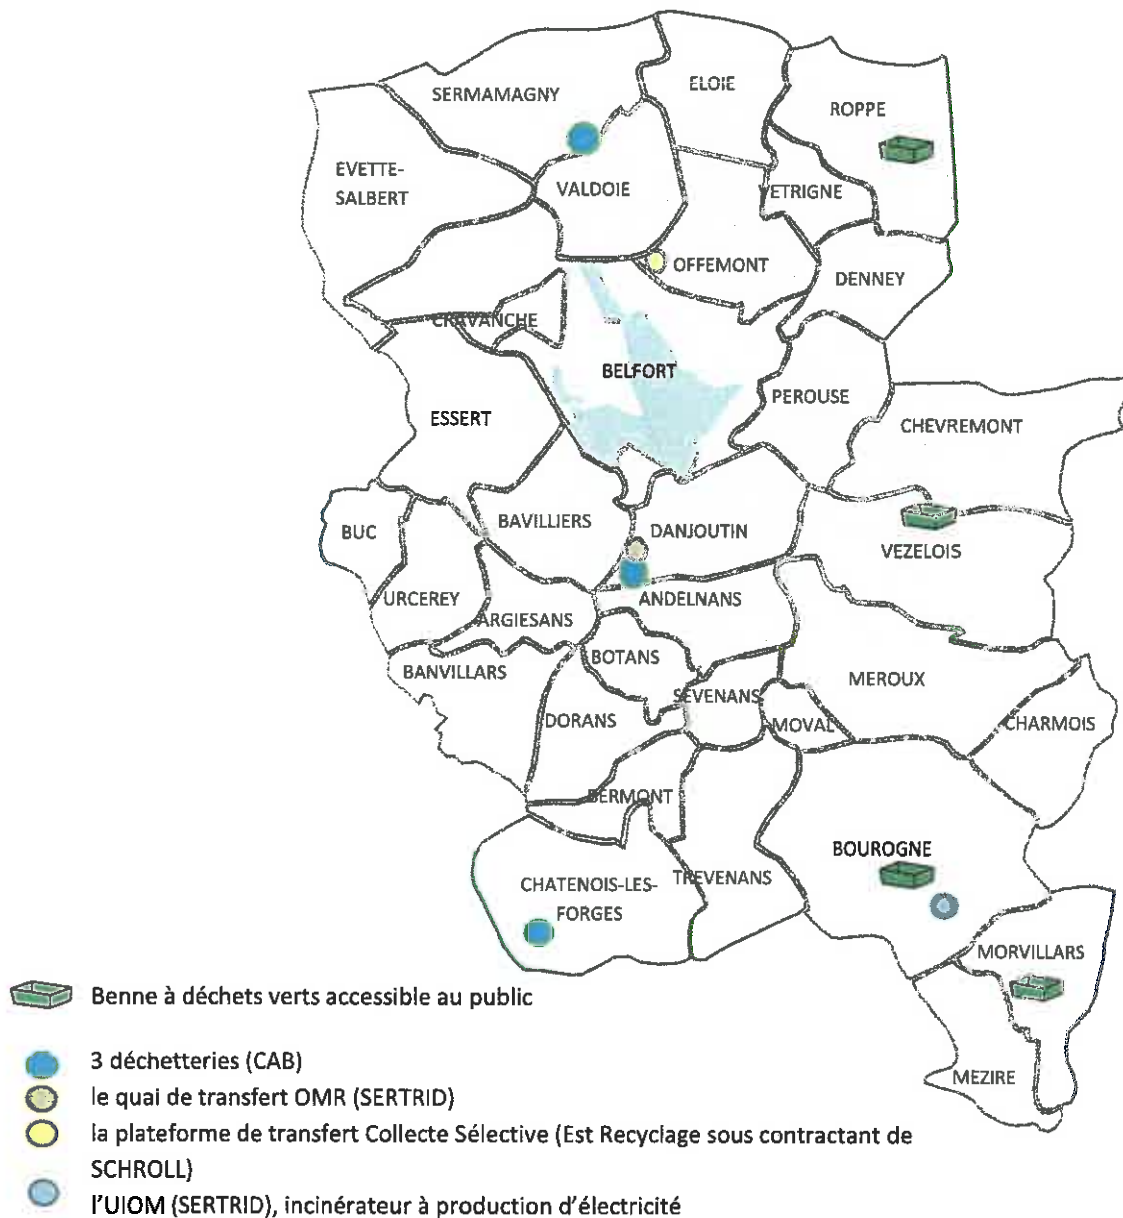 ELOIE
SERMAMAGNY
ROPPE
EVETTE-
SALBERT
VALDOIE
VETRIGNE
OFFEMONT
DENNEY
CRAVANCHE
BELFORT
PEROUSE
ESSERT
CHEVREMONT
BAVILLIERS
BUC
DANJOUTIN
VEZELOIS
URCEREY
ANDELNANS
ARGIESANS
BOTANS
BANVILLARS
MEROUX
SEVENANS
DORANS
MOVAL
CHARMOIS
BERMONT
BOUROGNE
TREVENANS
CHATENOIS-LES-
FORGES
MORVILLARS
MEZIRE
Benne à déchets verts accessible au public
3 déchetteries (CAB)
le quai de transfert OMR (SERTRID)
la plateforme de transfert Collecte Sélective (Est Recyclage sous contractant de
SCHROLL)
l'UIOM (SERTRID), incinérateur à production d'électricité